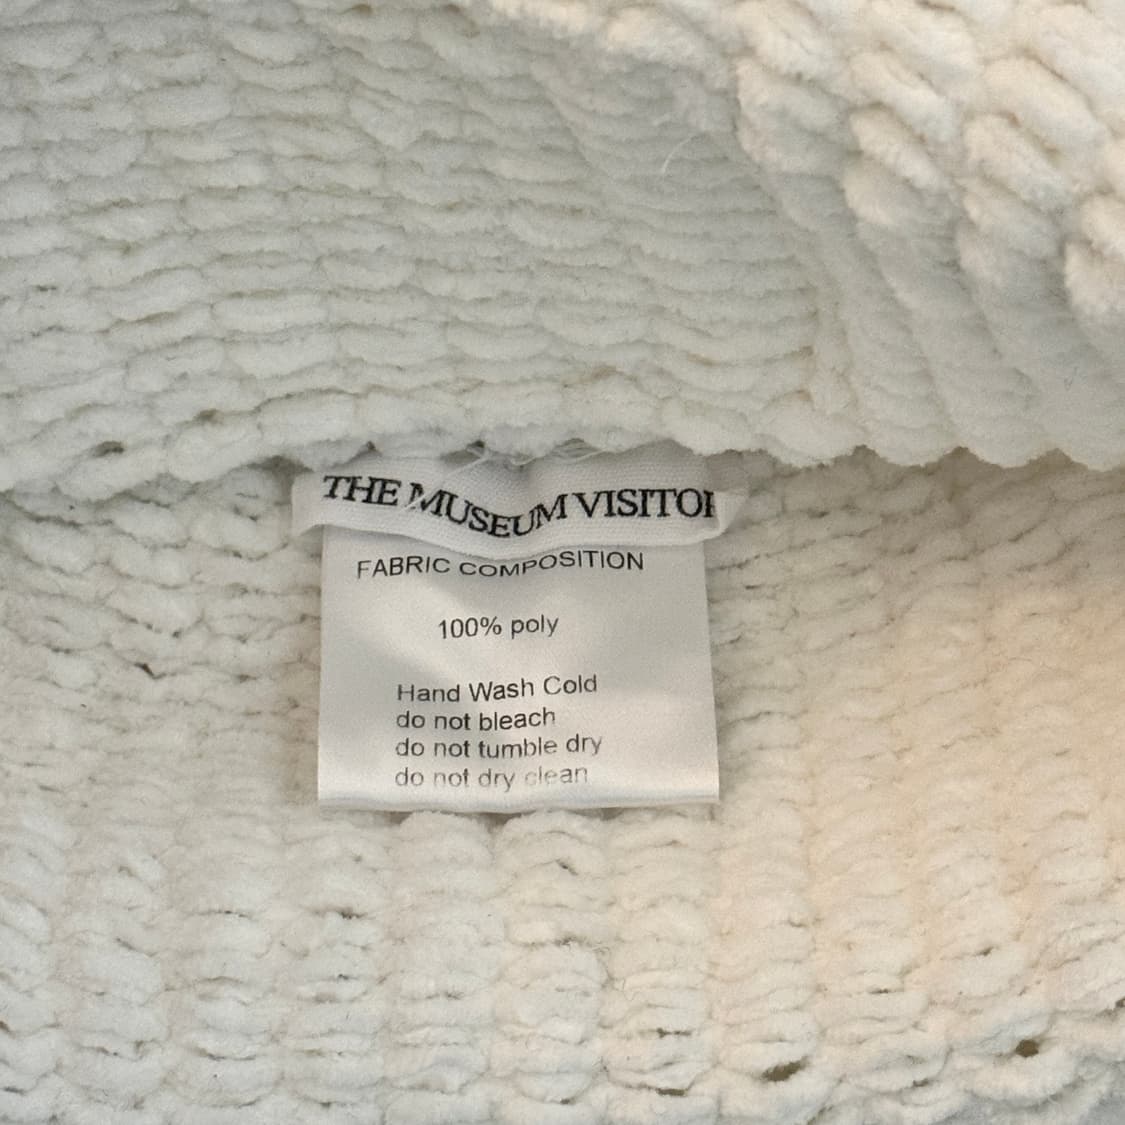 THE MUSEUM VISITOR
FABRIC COMPOSITION
100% poly
Hand Wash Cold
do not bleach
do not tumble dry
do not dry clean